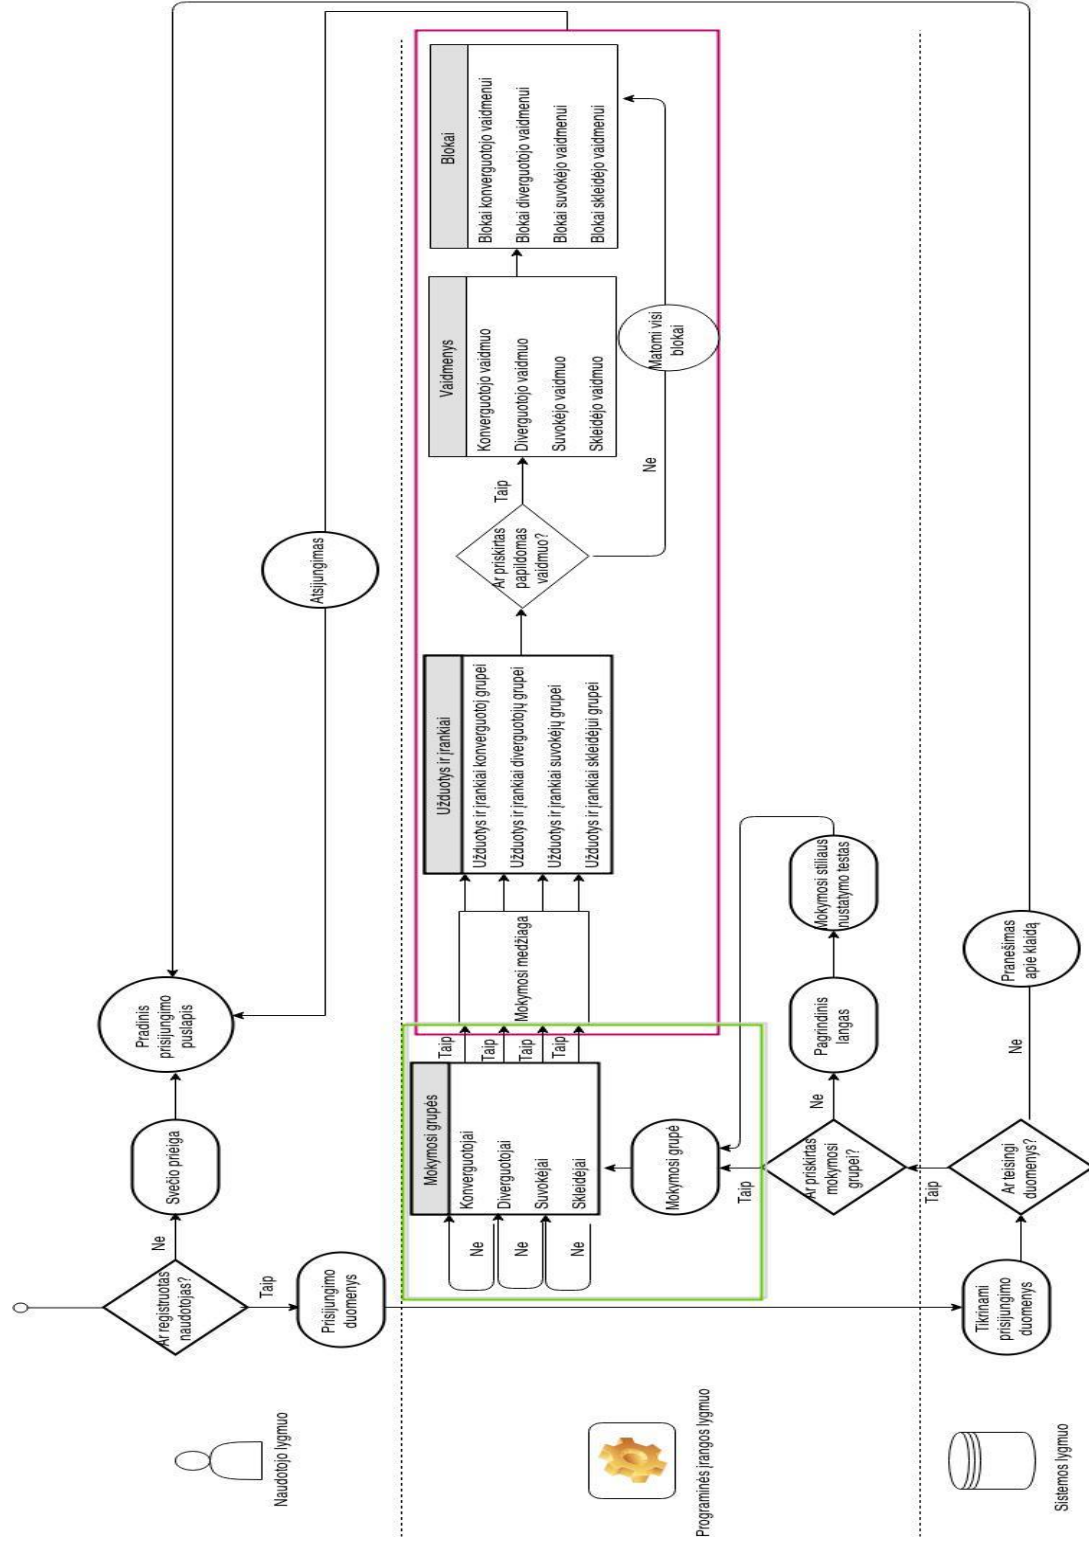 Naudotojo lygmuo
Ar registruotas
naudotojas?
Ne
Svečio prieiga
Pradinis
prisijungimo
puslapis
Taip
Prisijungimo
duomenys
Atsijungimas
Programinės įrangos lygmuo
Mokymosi grupės
Konverguotojai
Diverguotojai
Suvokėjai
Skleidėjai
Ne
Ne
Ne
Taip
Taip
Taip
Taip
Mokymosi medžiaga
Užduotys ir įrankiai
Užduotys ir įrankiai konverguotoj grupei
Užduotys ir įrankiai diverguotojų grupei
Užduotys ir įrankiai suvokėjų grupei
Užduotys ir įrankiai skleidėjui grupei
Ar priskirtas
papildomas
vaidmuo?
Taip
Ne
Vaidmenys
Konverguotojo vaidmuo
Diverguotojo vaidmuo
Suvokėjo vaidmuo
Skleidėjo vaidmuo
Matomi visi
blokai
Blokai
Blokai konverguotojo vaidmenui
Blokai diverguotojo vaidmenui
Blokai suvokėjo vaidmenui
Blokai skleidėjo vaidmenui
Mokymosi grupė
Taip
Ar priskirtas
mokymosi
grupei?
Ne
Pagrindinis
langas
Mokymosi stiliaus
nustatymo testas
Sistemos lygmuo
Tikrinami
prisijungimo
duomenys
Ar teisingi
duomenys?
Taip
Ne
Pranešimas
apie klaidą